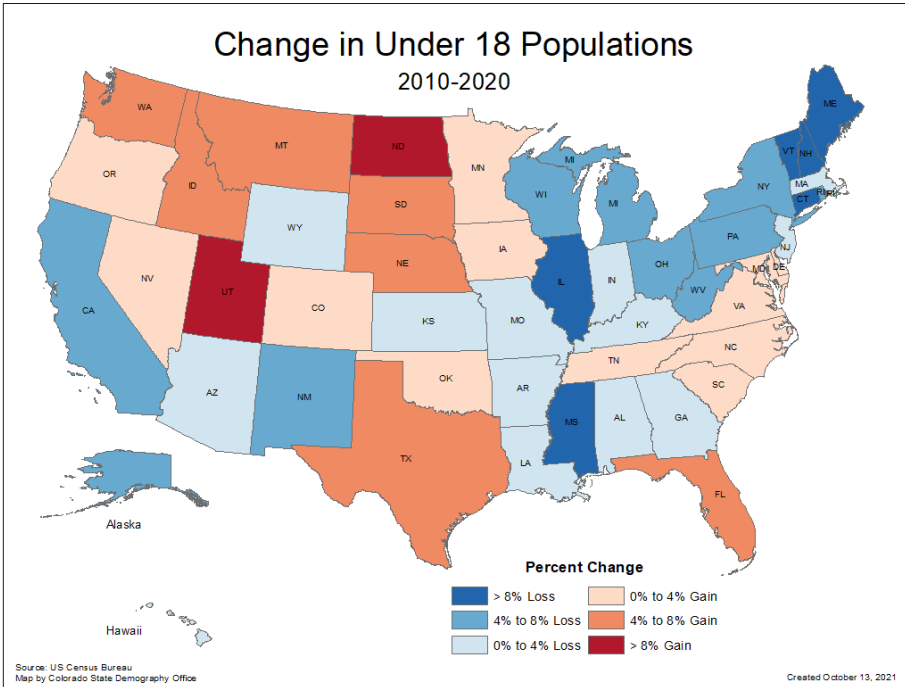 Change in Under 18 Populations
2010-2020
WA
MT
ND
MN
OR
ID
SD
WY
NE
IA
WI
MI
MI
ME
VT
NH
NY
MA
CT
RI
PA
NJ
NV
UT
CO
KS
MO
IL
IN
OH
WV
MD
DE
VA
KY
CA
AZ
NM
OK
AR
TN
NC
SC
TX
LA
MS
AL
GA
FL
Alaska
Hawaii
Percent Change
> 8% Loss
0% to 4% Gain
4% to 8% Loss
4% to 8% Gain
0% to 4% Loss
> 8% Gain
Source: US Census Bureau
Map by Colorado State Demography Office
Created October 13, 2021